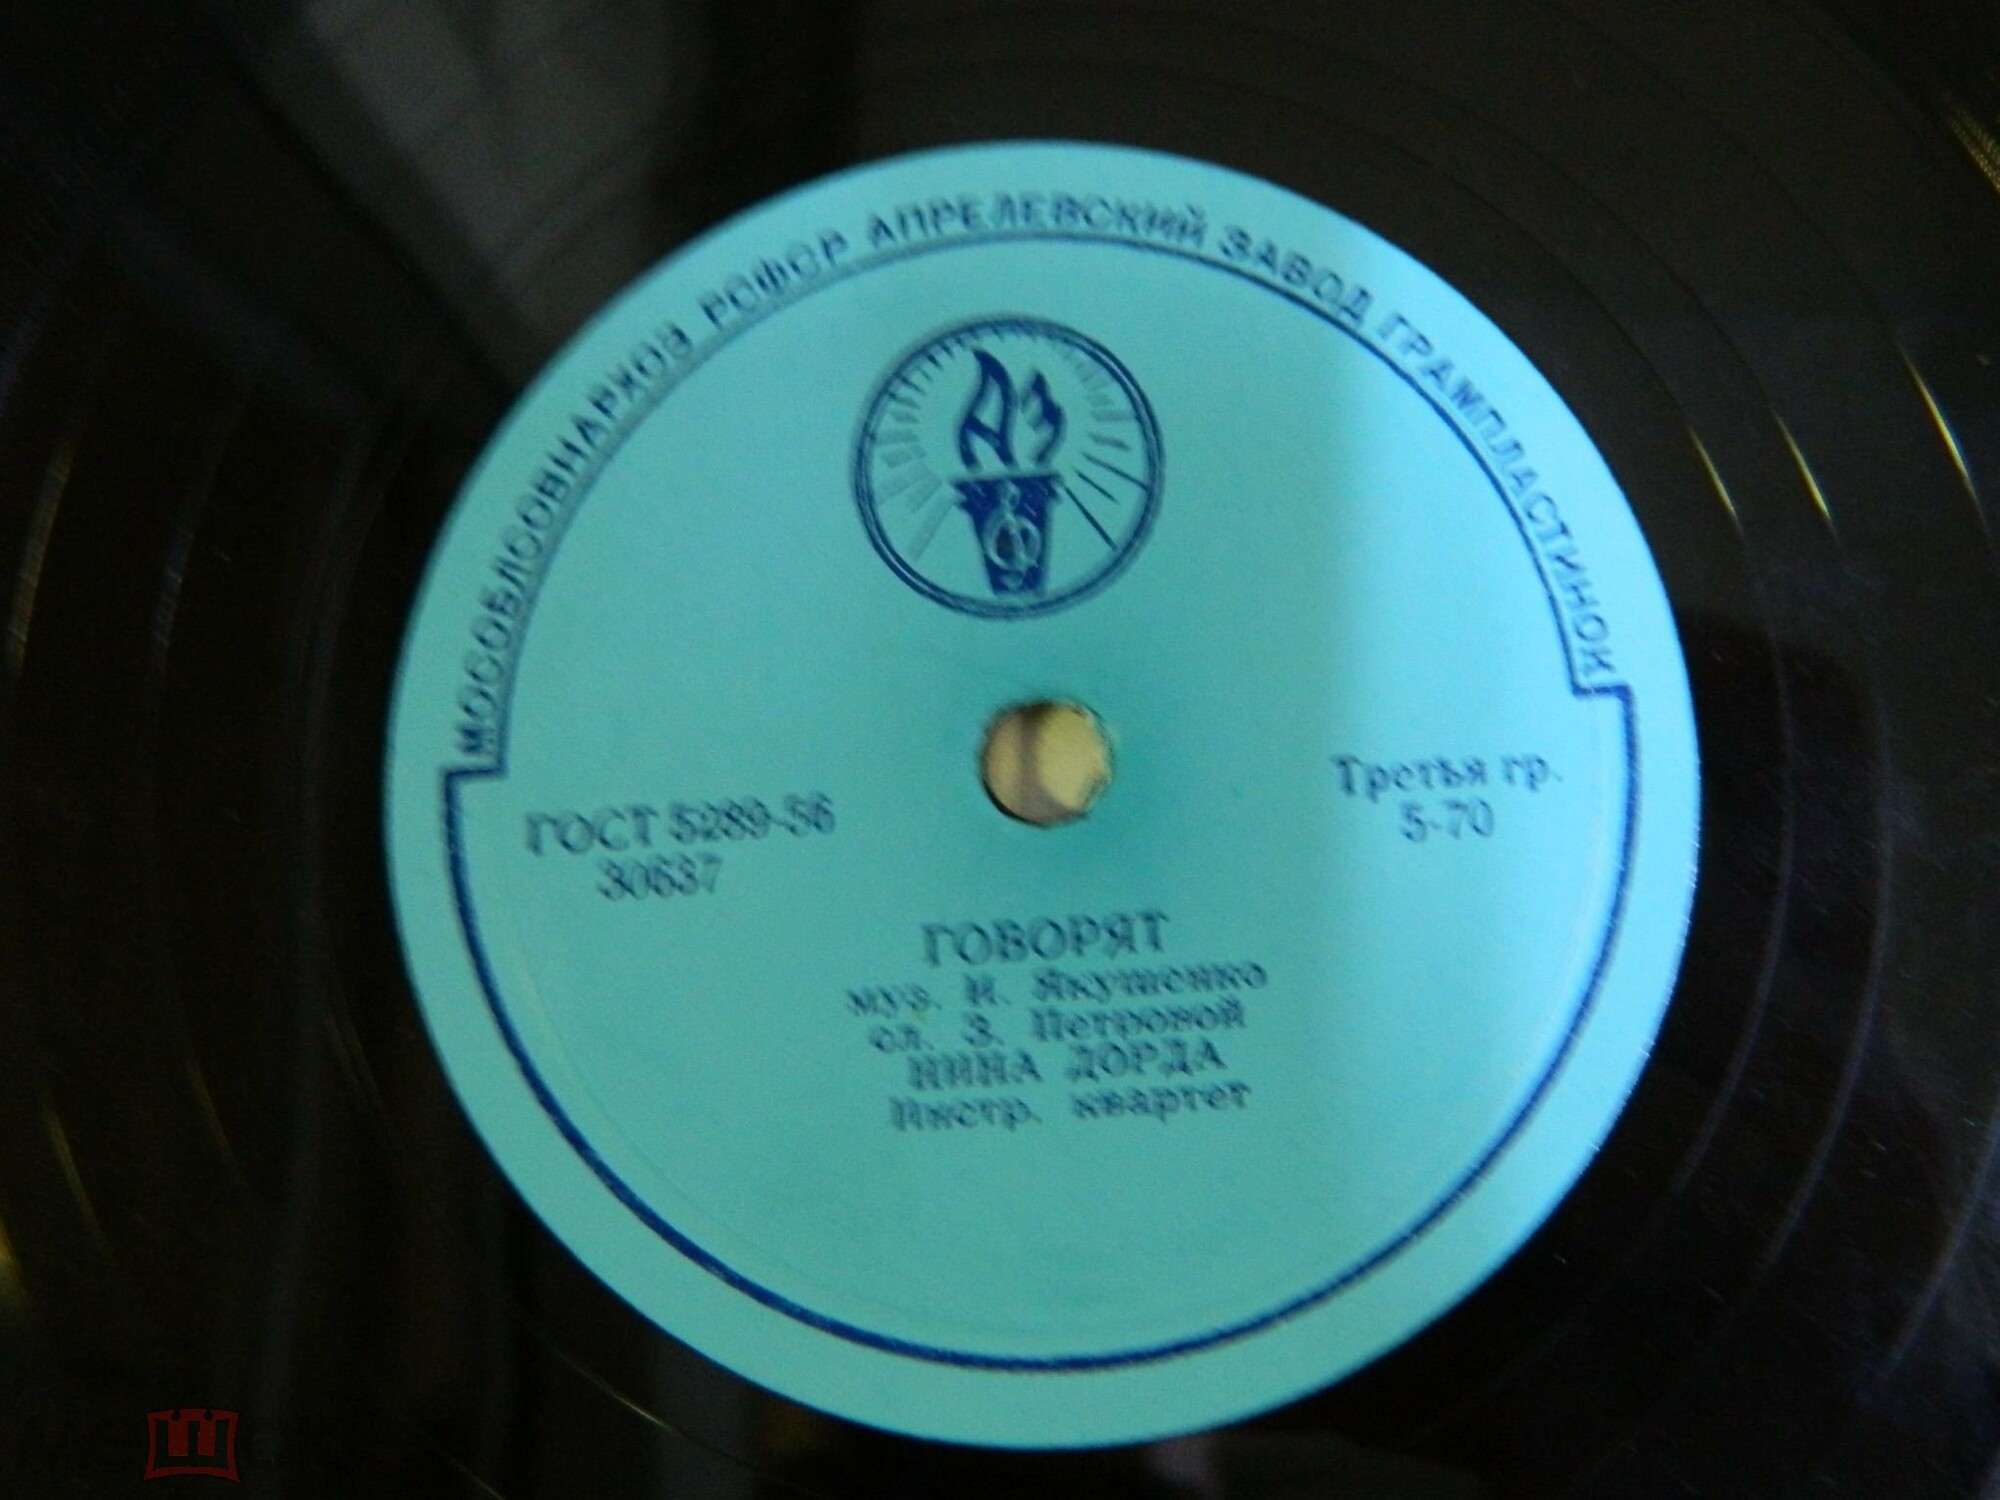 МОСОБЛСОВНАРХОЗ РСФСР АПРЕЛЕВСКИЙ ЗАВОД ГРАМПЛАСТИНОК
ГОСТ 5289-56
30637
Третья гр.
5-70
ГОВОРЯТ
муз. И. Якушенко
сл. З. Петровой
НИНА ДОРДА
Инстр. квартет